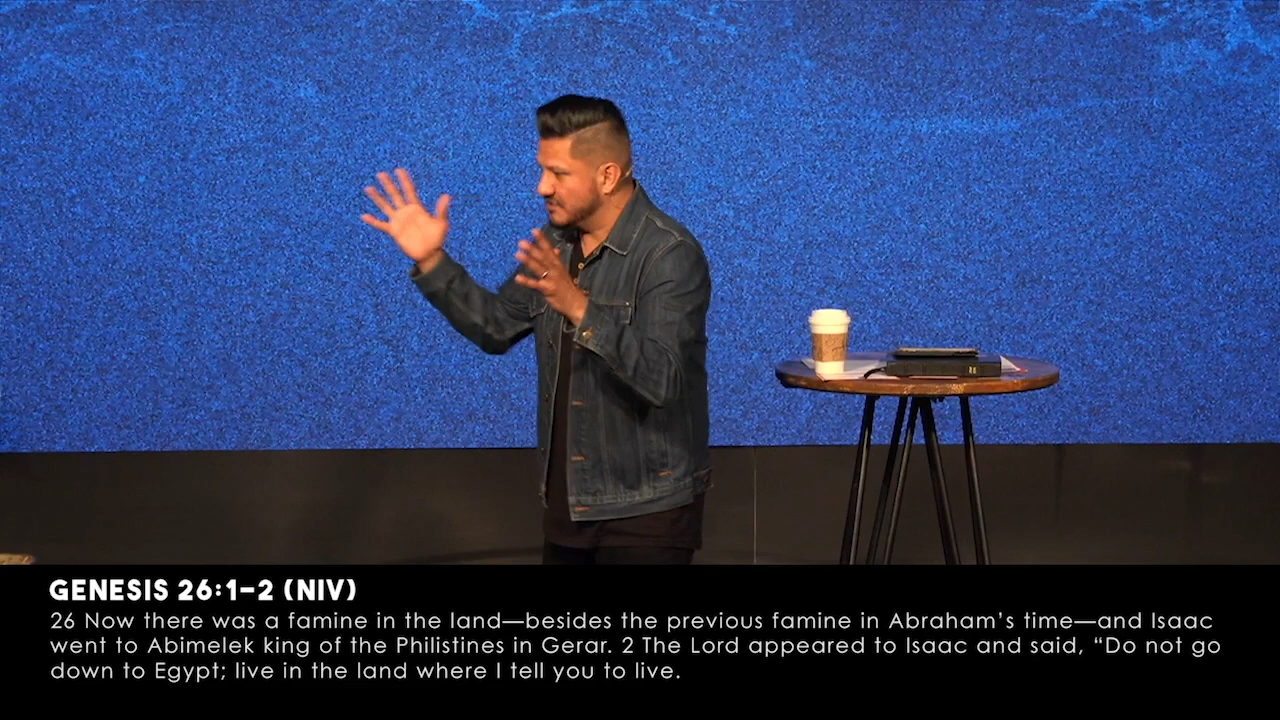 GENESIS 26:1-2 (NIV)
26 Now there was a famine in the land—besides the previous famine in Abraham's time—and Isaac
went to Abimelek king of the Philistines in Gerar. 2 The Lord appeared to Isaac and said, “Do not go
down to Egypt; live in the land where I tell you to live.